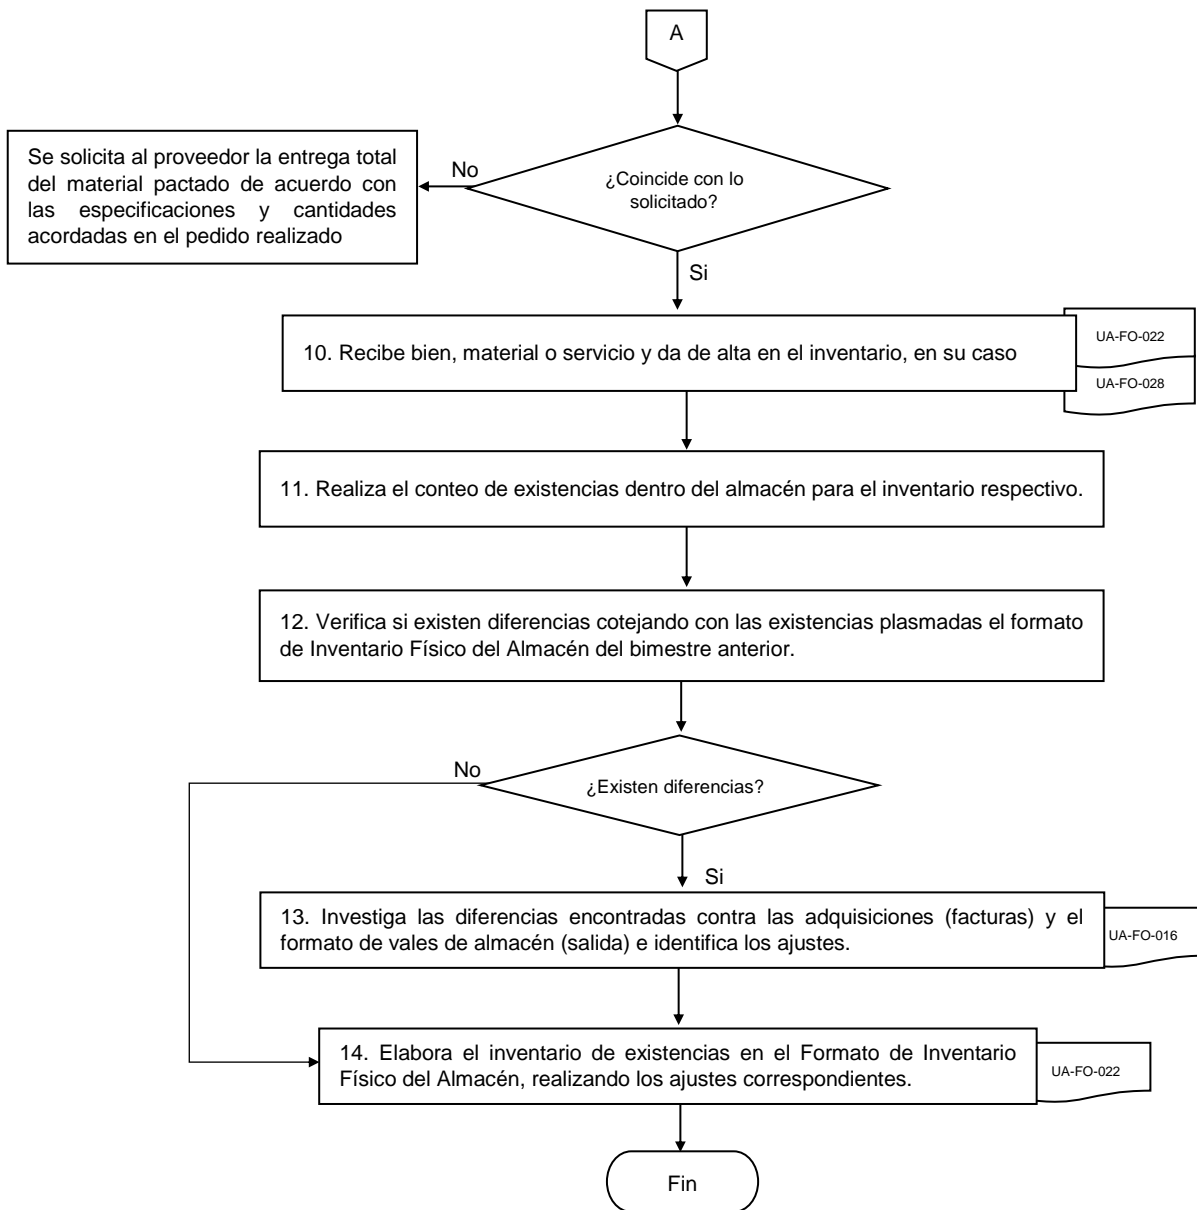 A
¿Coincide con lo
solicitado?
No
Se solicita al proveedor la entrega total
del material pactado de acuerdo con
las especificaciones y cantidades
acordadas en el pedido realizado
Si
10. Recibe bien, material o servicio y da de alta en el inventario, en su caso
UA-FO-022
UA-FO-028
11. Realiza el conteo de existencias dentro del almacén para el inventario respectivo.
12. Verifica si existen diferencias cotejando con las existencias plasmadas el formato
de Inventario Físico del Almacén del bimestre anterior.
No
¿Existen diferencias?
Si
13. Investiga las diferencias encontradas contra las adquisiciones (facturas) y el
formato de vales de almacén (salida) e identifica los ajustes.
UA-FO-016
14. Elabora el inventario de existencias en el Formato de Inventario
Físico del Almacén, realizando los ajustes correspondientes.
UA-FO-022
Fin